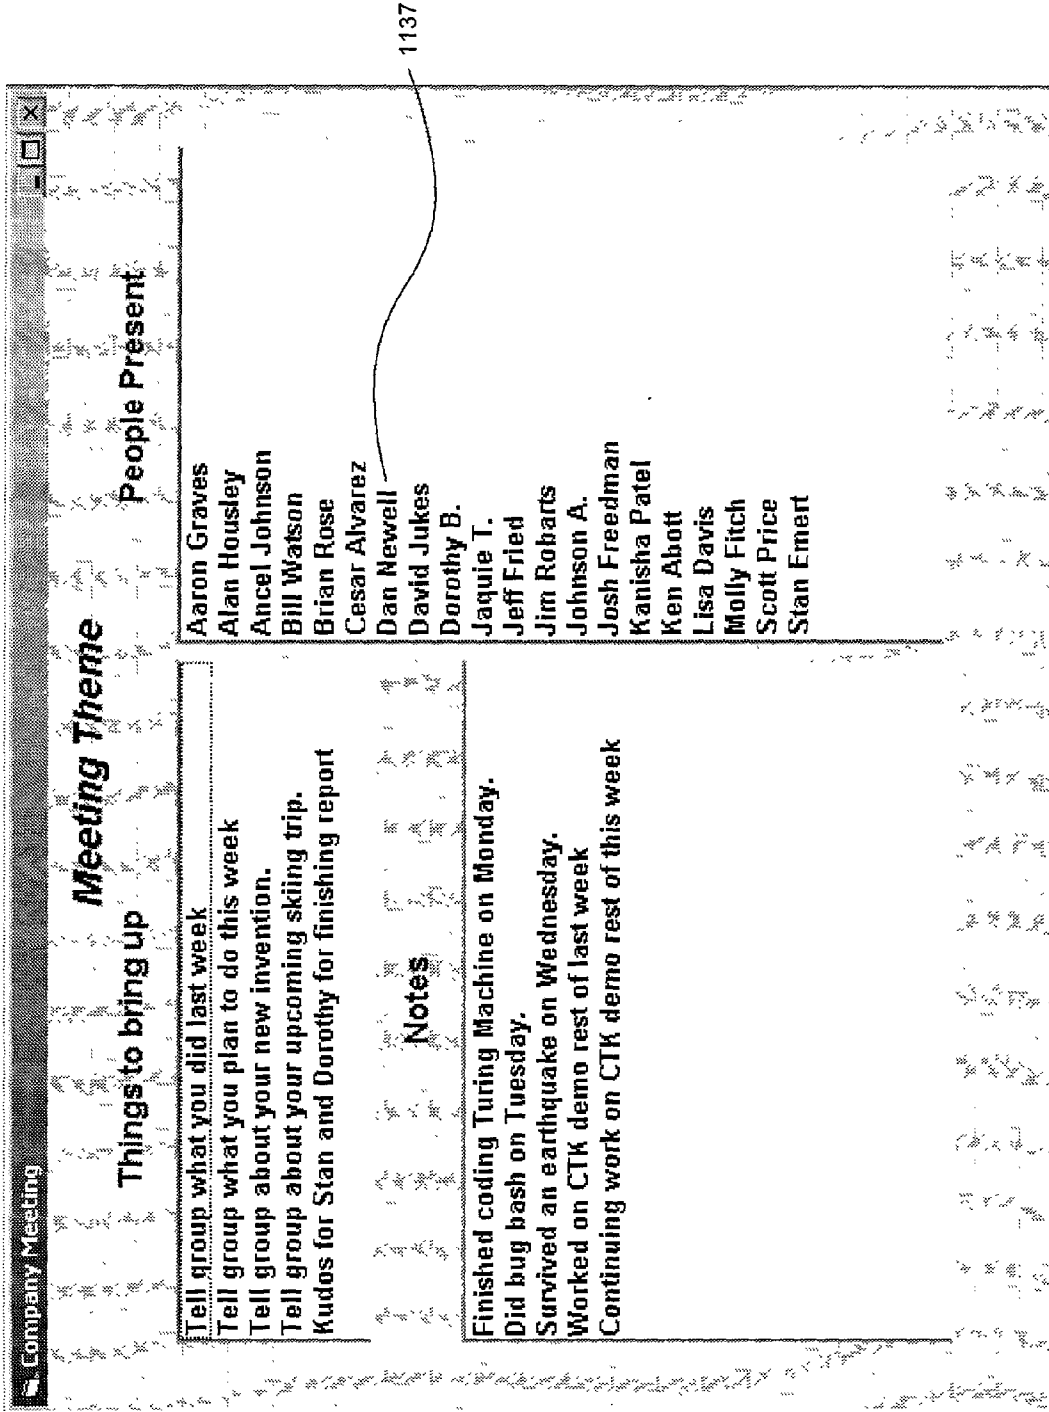 Company Meeting
Meeting Theme
Things to bring up
Tell group what you did last week
Tell group what you plan to do this week
Tell group about your new invention.
Tell group about your upcoming skiing trip.
Kudos for Stan and Dorothy for finishing report
Notes
Finished coding Turing Machine on Monday.
Did bug bash on Tuesday.
Survived an earthquake on Wednesday.
Worked on CTK demo rest of last week
Continuing work on CTK demo rest of this week
People Present
Aaron Graves
Alan Housley
Ancel Johnson
Bill Watson
Brian Rose
Cesar Alvarez
Dan Newell
David Jukes
Dorothy B.
Jaquie T.
Jeff Fried
Jim Robarts
Johnson A.
Josh Freedman
Kanisha Patel
Ken Abott
Lisa Davis
Molly Fitch
Scott Price
Stan Emert
1137